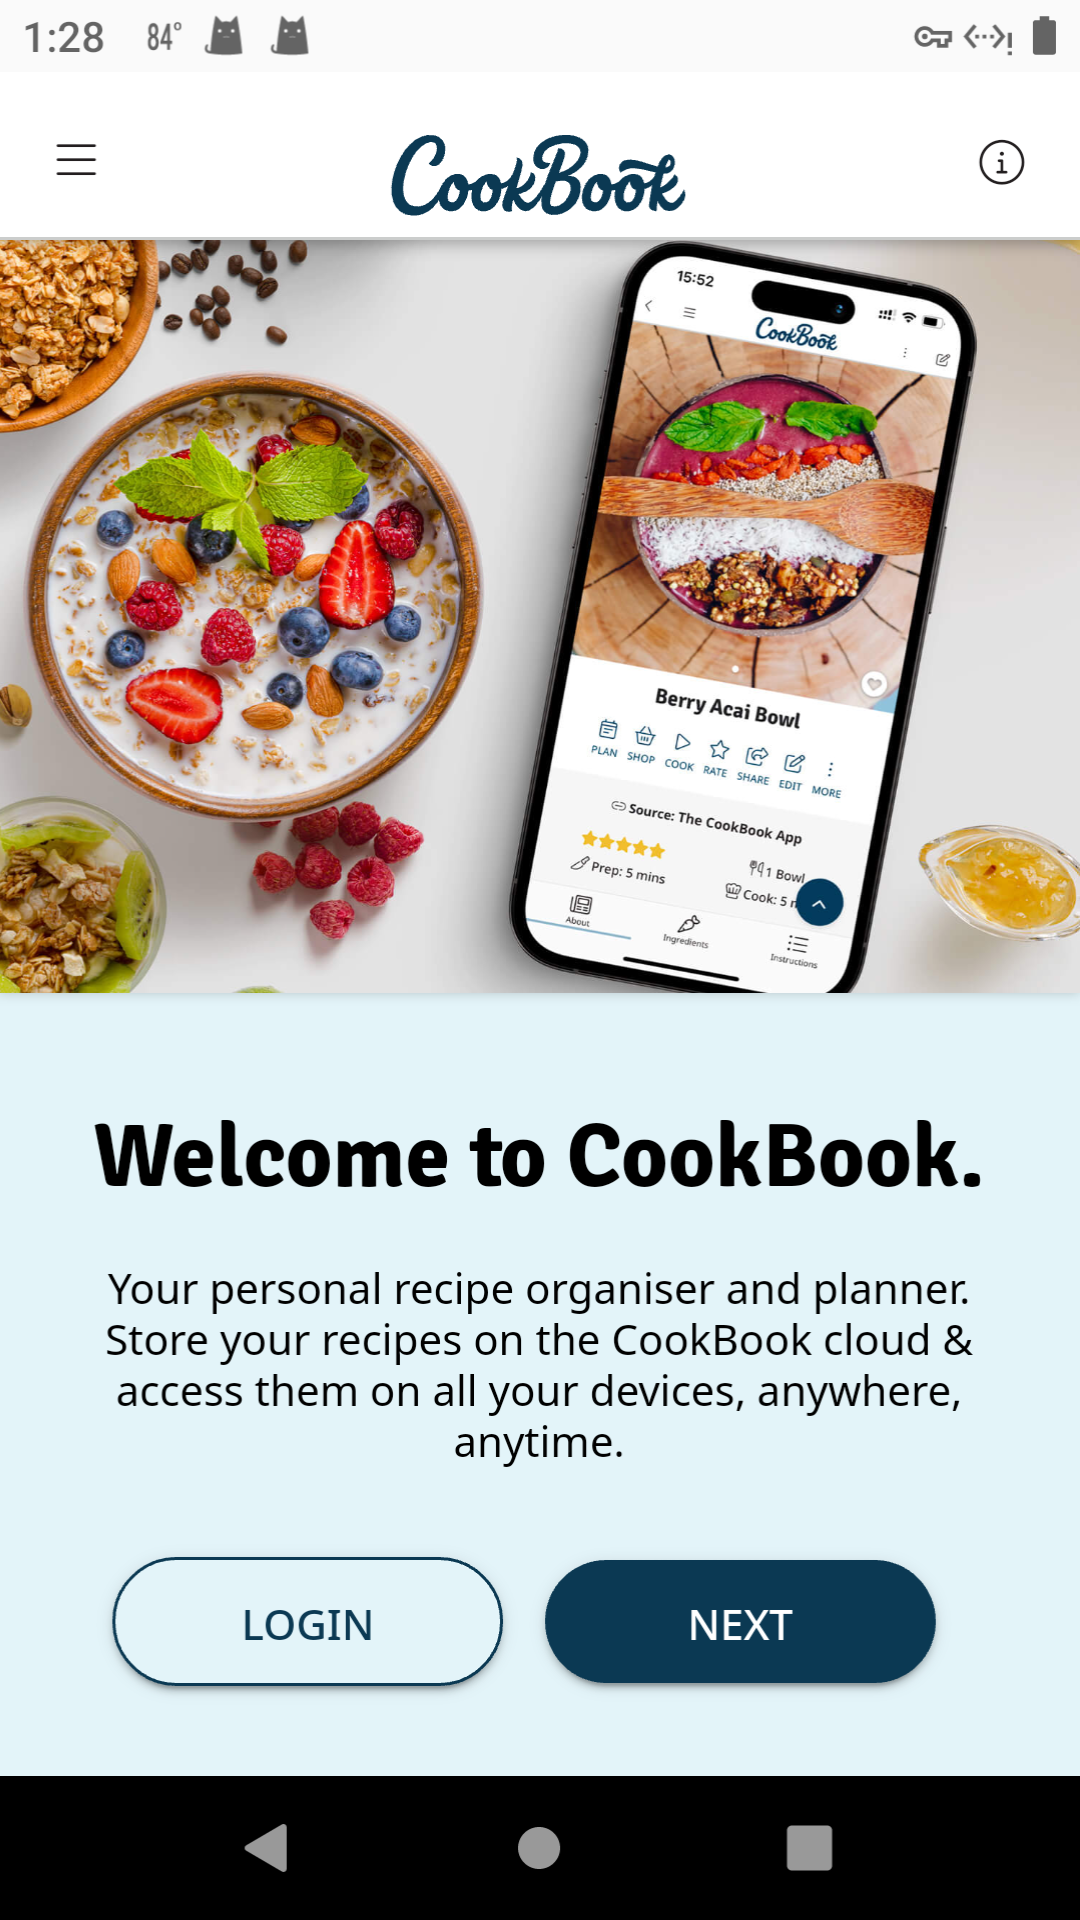 1:28 84°
CookBook
15:52
CookBook
Berry Acai Bowl
PLAN SHOP COOK RATE SHARE EDIT MORE
Source: The CookBook App
1 Bowl
Prep: 5 mins
Cook: 5
About Ingredients Instructions
Welcome to CookBook.
Your personal recipe organiser and planner.
Store your recipes on the CookBook cloud &
access them on all your devices, anywhere,
anytime.
LOGIN NEXT